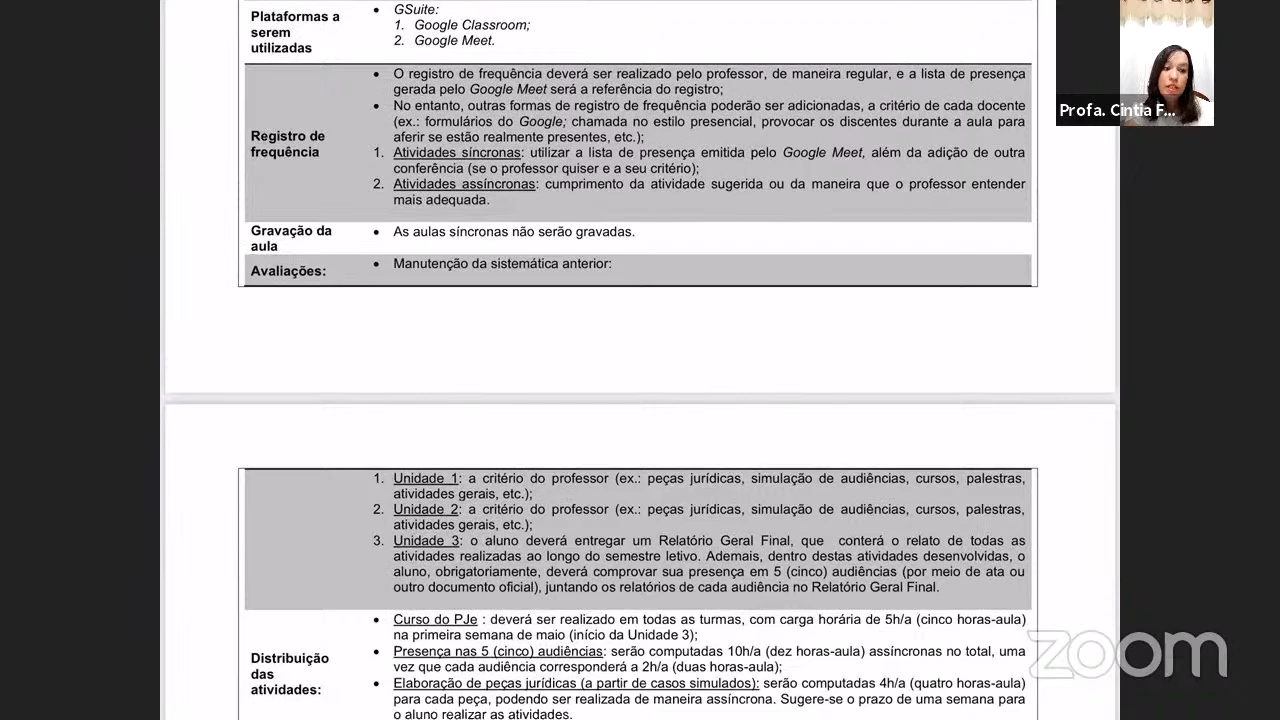 Plataformas a
serem
utilizadas
• GSuite:
1. Google Classroom;
2. Google Meet.
Registro de
frequência
• O registro de frequência deverá ser realizado pelo professor, de maneira regular, e a lista de presença
gerada pelo Google Meet será a referência do registro;
• No entanto, outras formas de registro de frequência poderão ser adicionadas, a critério de cada docente
(ex.: formulários do Google; chamada no estilo presencial, provocar os discentes durante a aula para
aferir se estão realmente presentes, etc.);
1. Atividades síncronas: utilizar a lista de presença emitida pelo Google Meet, além da adição de outra
conferência (se o professor quiser e a seu critério);
2. Atividades assíncronas: cumprimento da atividade sugerida ou da maneira que o professor entender
mais adequada.
Gravação da
aula
• As aulas síncronas não serão gravadas.
Avaliações:
• Manutenção da sistemática anterior:
1. Unidade 1: a critério do professor (ex.: peças jurídicas, simulação de audiências, cursos, palestras,
atividades gerais, etc.);
2. Unidade 2: a critério do professor (ex.: peças jurídicas, simulação de audiências, cursos, palestras,
atividades gerais, etc.);
3. Unidade 3: o aluno deverá entregar um Relatório Geral Final, que conterá o relato de todas as
atividades realizadas ao longo do semestre letivo. Ademais, dentro destas atividades desenvolvidas, o
aluno, obrigatoriamente, deverá comprovar sua presença em 5 (cinco) audiências (por meio de ata ou
outro documento oficial), juntando os relatórios de cada audiência no Relatório Geral Final.
Distribuição
das
atividades:
• Curso do PJe : deverá ser realizado em todas as turmas, com carga horária de 5h/a (cinco horas-aula)
na primeira semana de maio (início da Unidade 3);
• Presença nas 5 (cinco) audiências: serão computadas 10h/a (dez horas-aula) assíncronas no total, uma
vez que cada audiência corresponderá a 2h/a (duas horas-aula);
• Elaboração de peças jurídicas (a partir de casos simulados): serão computadas 4h/a (quatro horas-aula)
para cada peça, podendo ser realizada de maneira assíncrona. Sugere-se o prazo de uma semana para
o aluno realizar as atividades.
Profa. Cintia F...
zoom